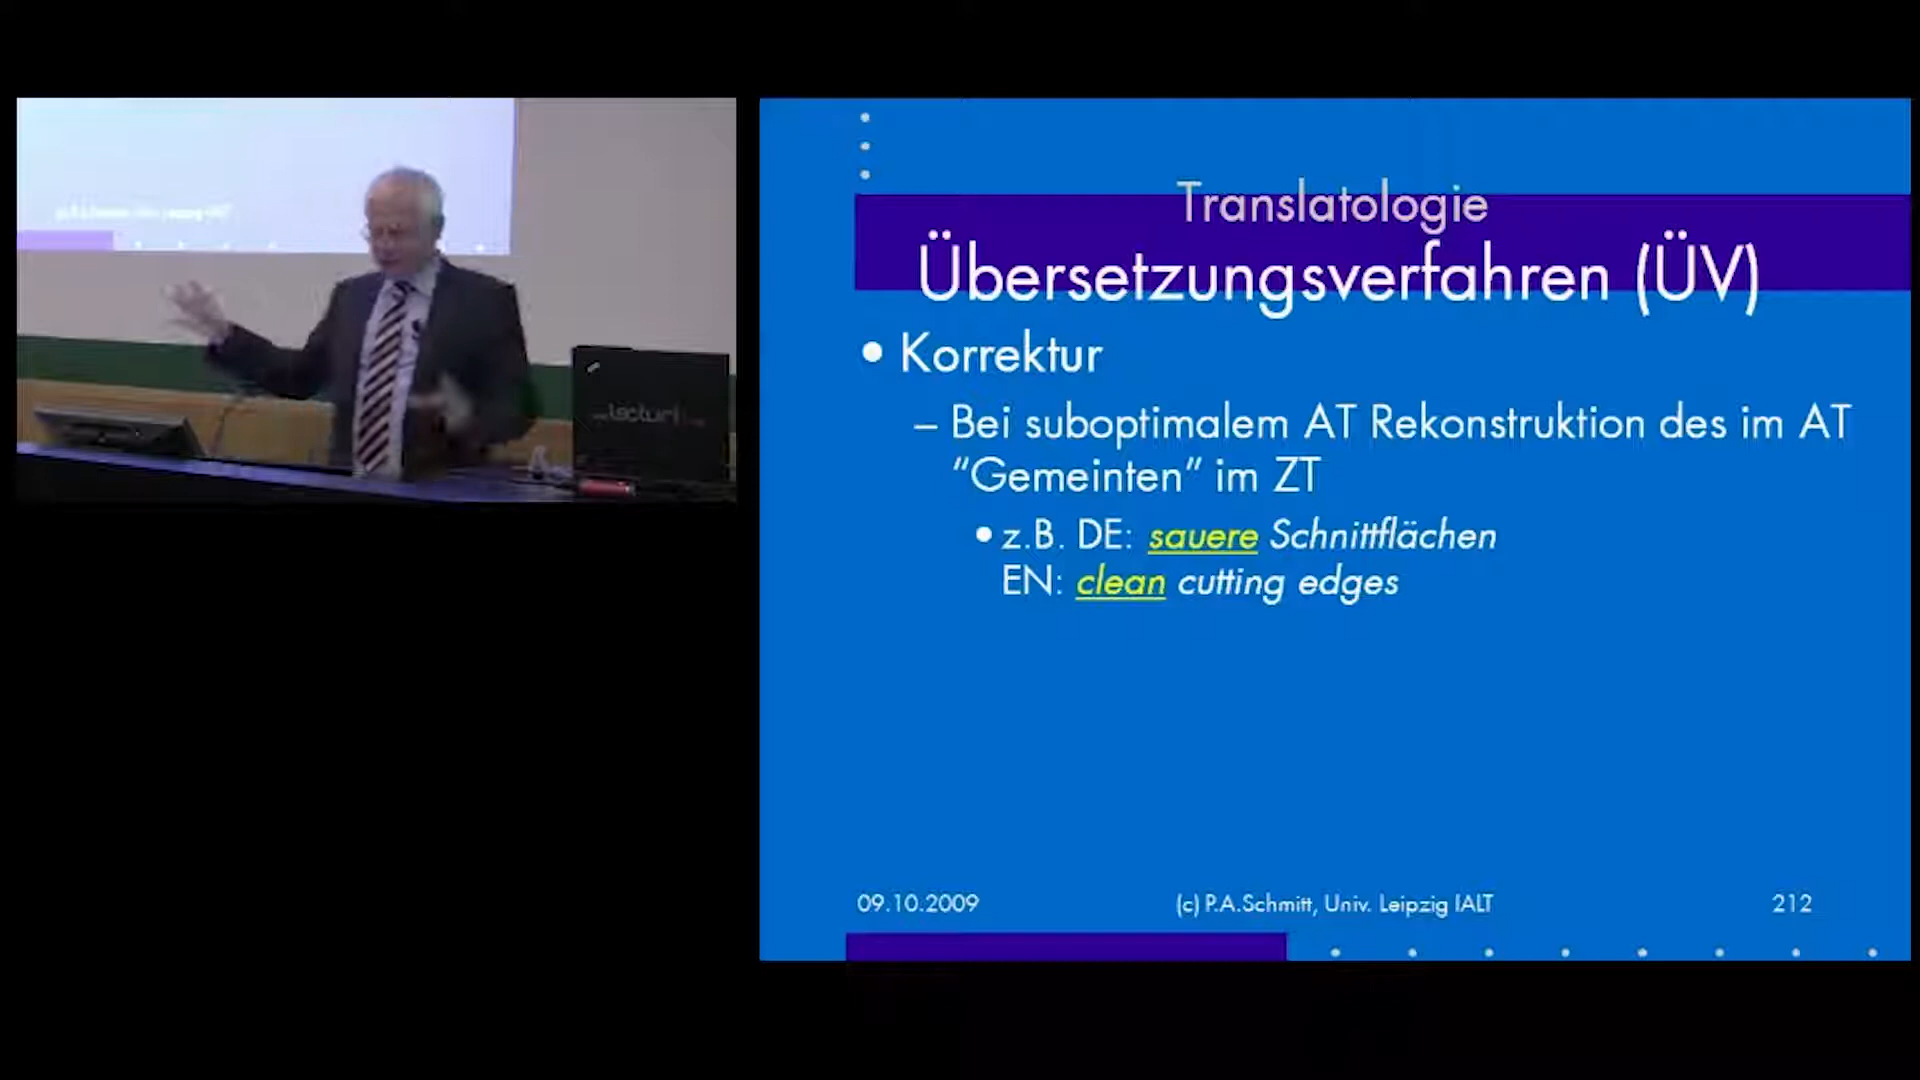 Translatologie
Übersetzungsverfahren (ÜV)
• Korrektur
– Bei suboptimalem AT Rekonstruktion des im AT
“Gemeinten” im ZT
• z.B. DE: sauere Schnittflächen
EN: clean cutting edges
09.10.2009 (c) P.A.Schmitt, Univ. Leipzig IALT 212